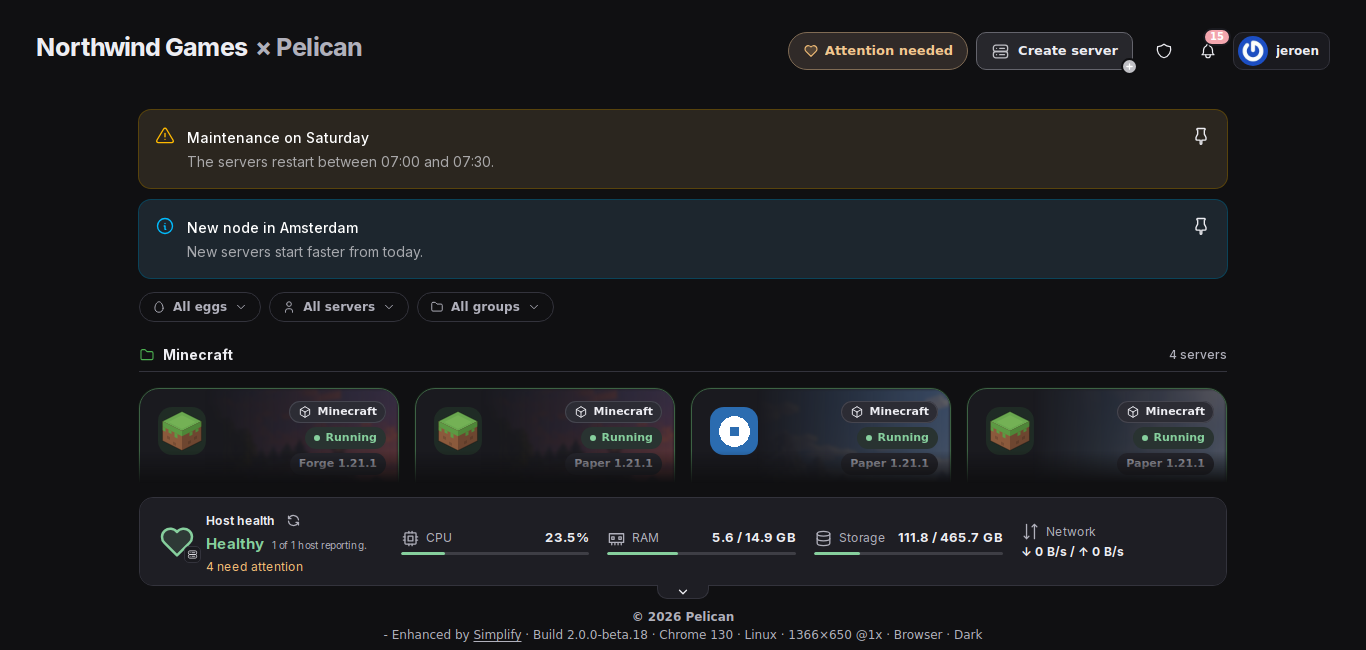 Northwind Games × Pelican
Attention needed
Create server
15
jeroen
Maintenance on Saturday
The servers restart between 07:00 and 07:30.
New node in Amsterdam
New servers start faster from today.
All eggs
All servers
All groups
Minecraft
4 servers
Minecraft
Running
Forge 1.21.1
Minecraft
Running
Paper 1.21.1
Minecraft
Running
Paper 1.21.1
Minecraft
Running
Paper 1.21.1
Host health
Healthy 1 of 1 host reporting.
4 need attention
CPU 23.5%
RAM 5.6 / 14.9 GB
Storage 111.8 / 465.7 GB
Network
↓ 0 B/s / ↑ 0 B/s
© 2026 Pelican
- Enhanced by Simplify · Build 2.0.0-beta.18 · Chrome 130 · Linux · 1366×650 @1x · Browser · Dark